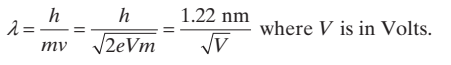 λ = h/mv = h/√2eVm = 1.22 nm/√V where V is in Volts.